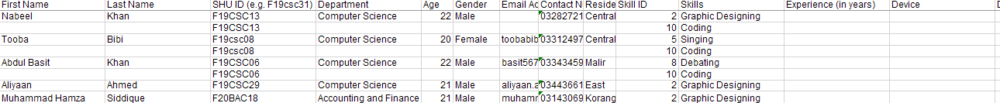 First Name Last Name SHU ID (e.g. F19csc31) Department Age Gender Email Ac Contact N Reside Skill ID Skills Experience (in years) Device D
Nabeel Khan F19CSC13 Computer Science 22 Male 03282721 Central 2 Graphic Designing
F19CSC13 10 Coding
Tooba Bibi F19csc08 Computer Science 20 Female toobabib 03312497 Central 5 Singing
F19csc08 10 Coding
Abdul Basit Khan F19CSC06 Computer Science 22 Male basit567 03343459 Malir 8 Debating
F19CSC06 10 Coding
Aliyaan Ahmed F19CSC29 Computer Science 21 Male aliyaan.a 03443661 East 2 Graphic Designing
Muhammad Hamza Siddique F20BAC18 Accounting and Finance 21 Male muhamr 03143069 Korang 2 Graphic Designing